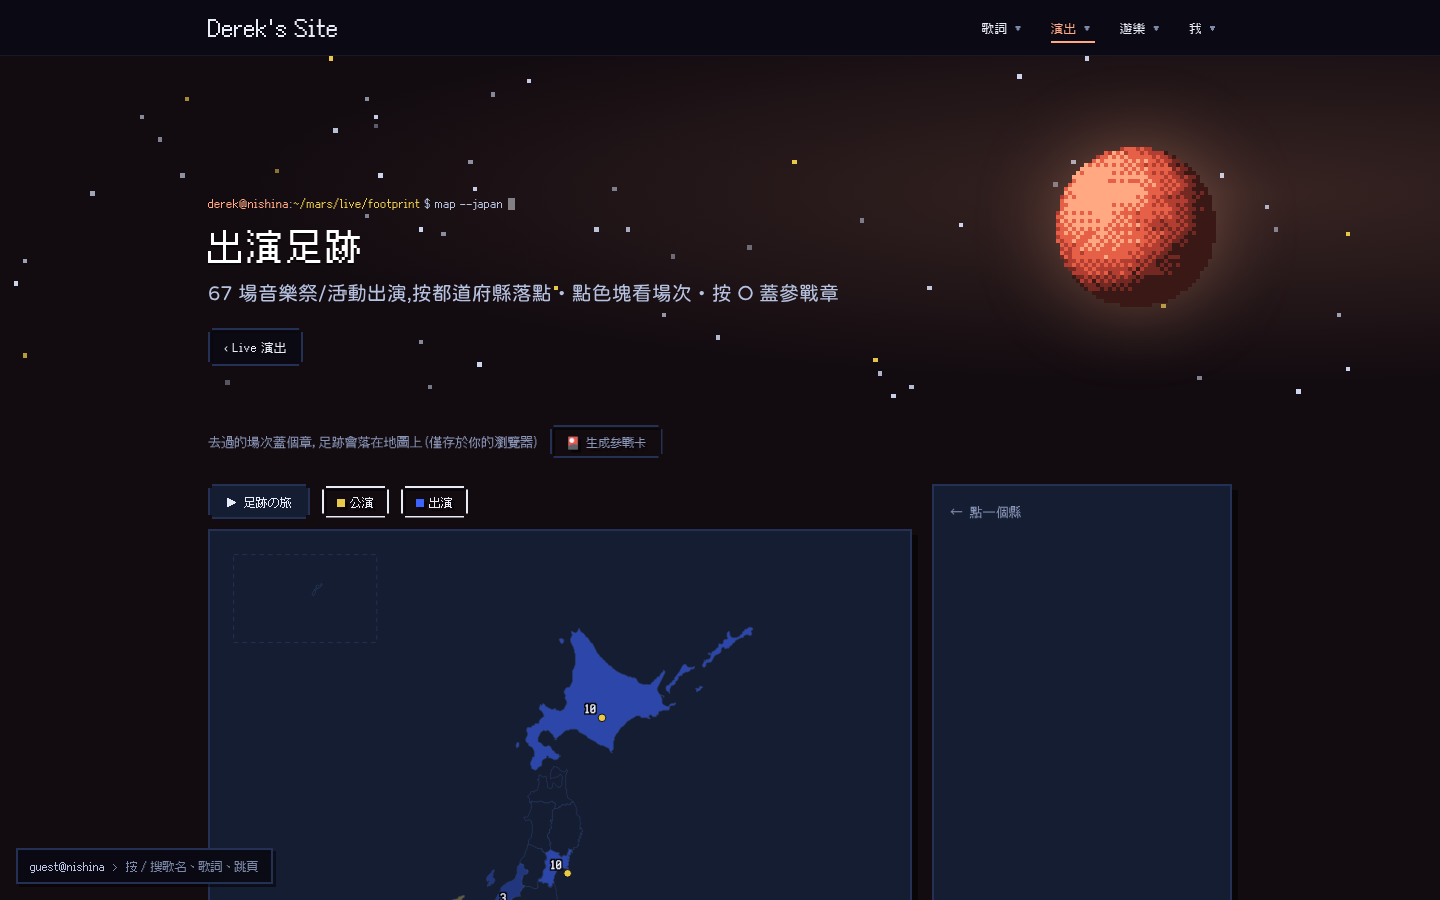 Derek's Site
歌詞 ▼ 演出 ▼ 遊樂 ▼ 我 ▼
derek@nishina:~/mars/live/footprint $ map --japan
出演足跡
67 場音樂祭/活動出演,按都道府縣落點・點色塊看場次・按 ○ 蓋參戰章
‹ Live 演出
去過的場次蓋個章, 足跡會落在地圖上 (僅存於你的瀏覽器)
🎴 生成參戰卡
▶ 足跡の旅
公演
出演
← 點一個縣
10
10
3
guest@nishina > 按 / 搜歌名、歌詞、跳頁